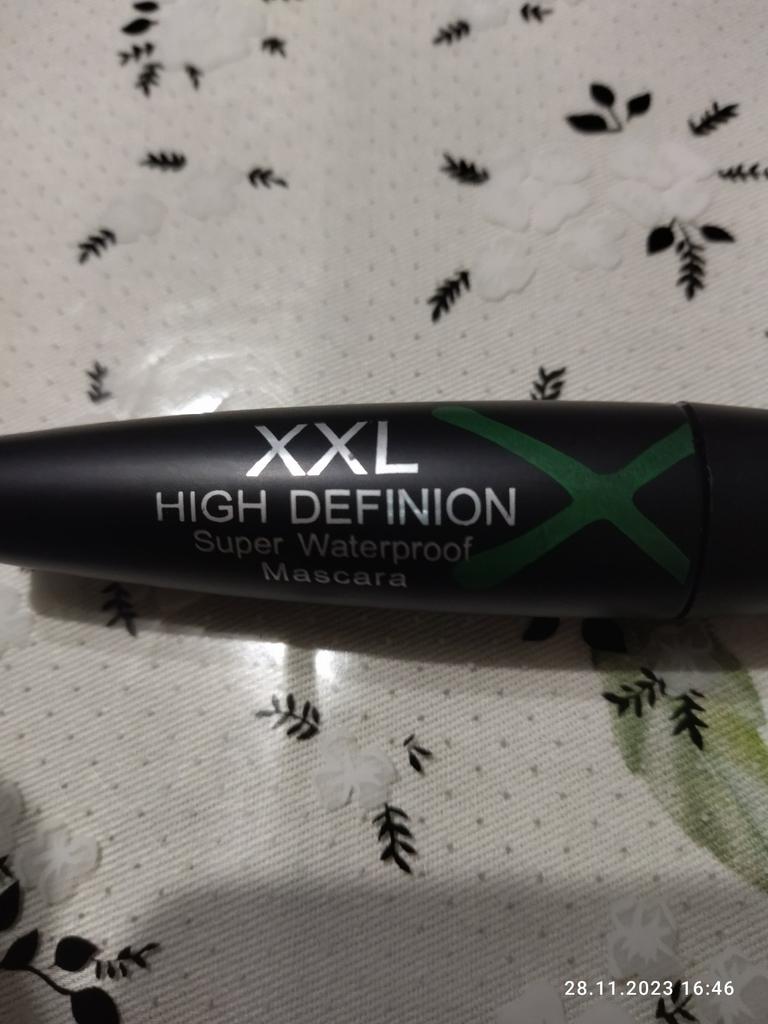 XXL
HIGH DEFINION
Super Waterproof
Mascara
28.11.2023 16:46